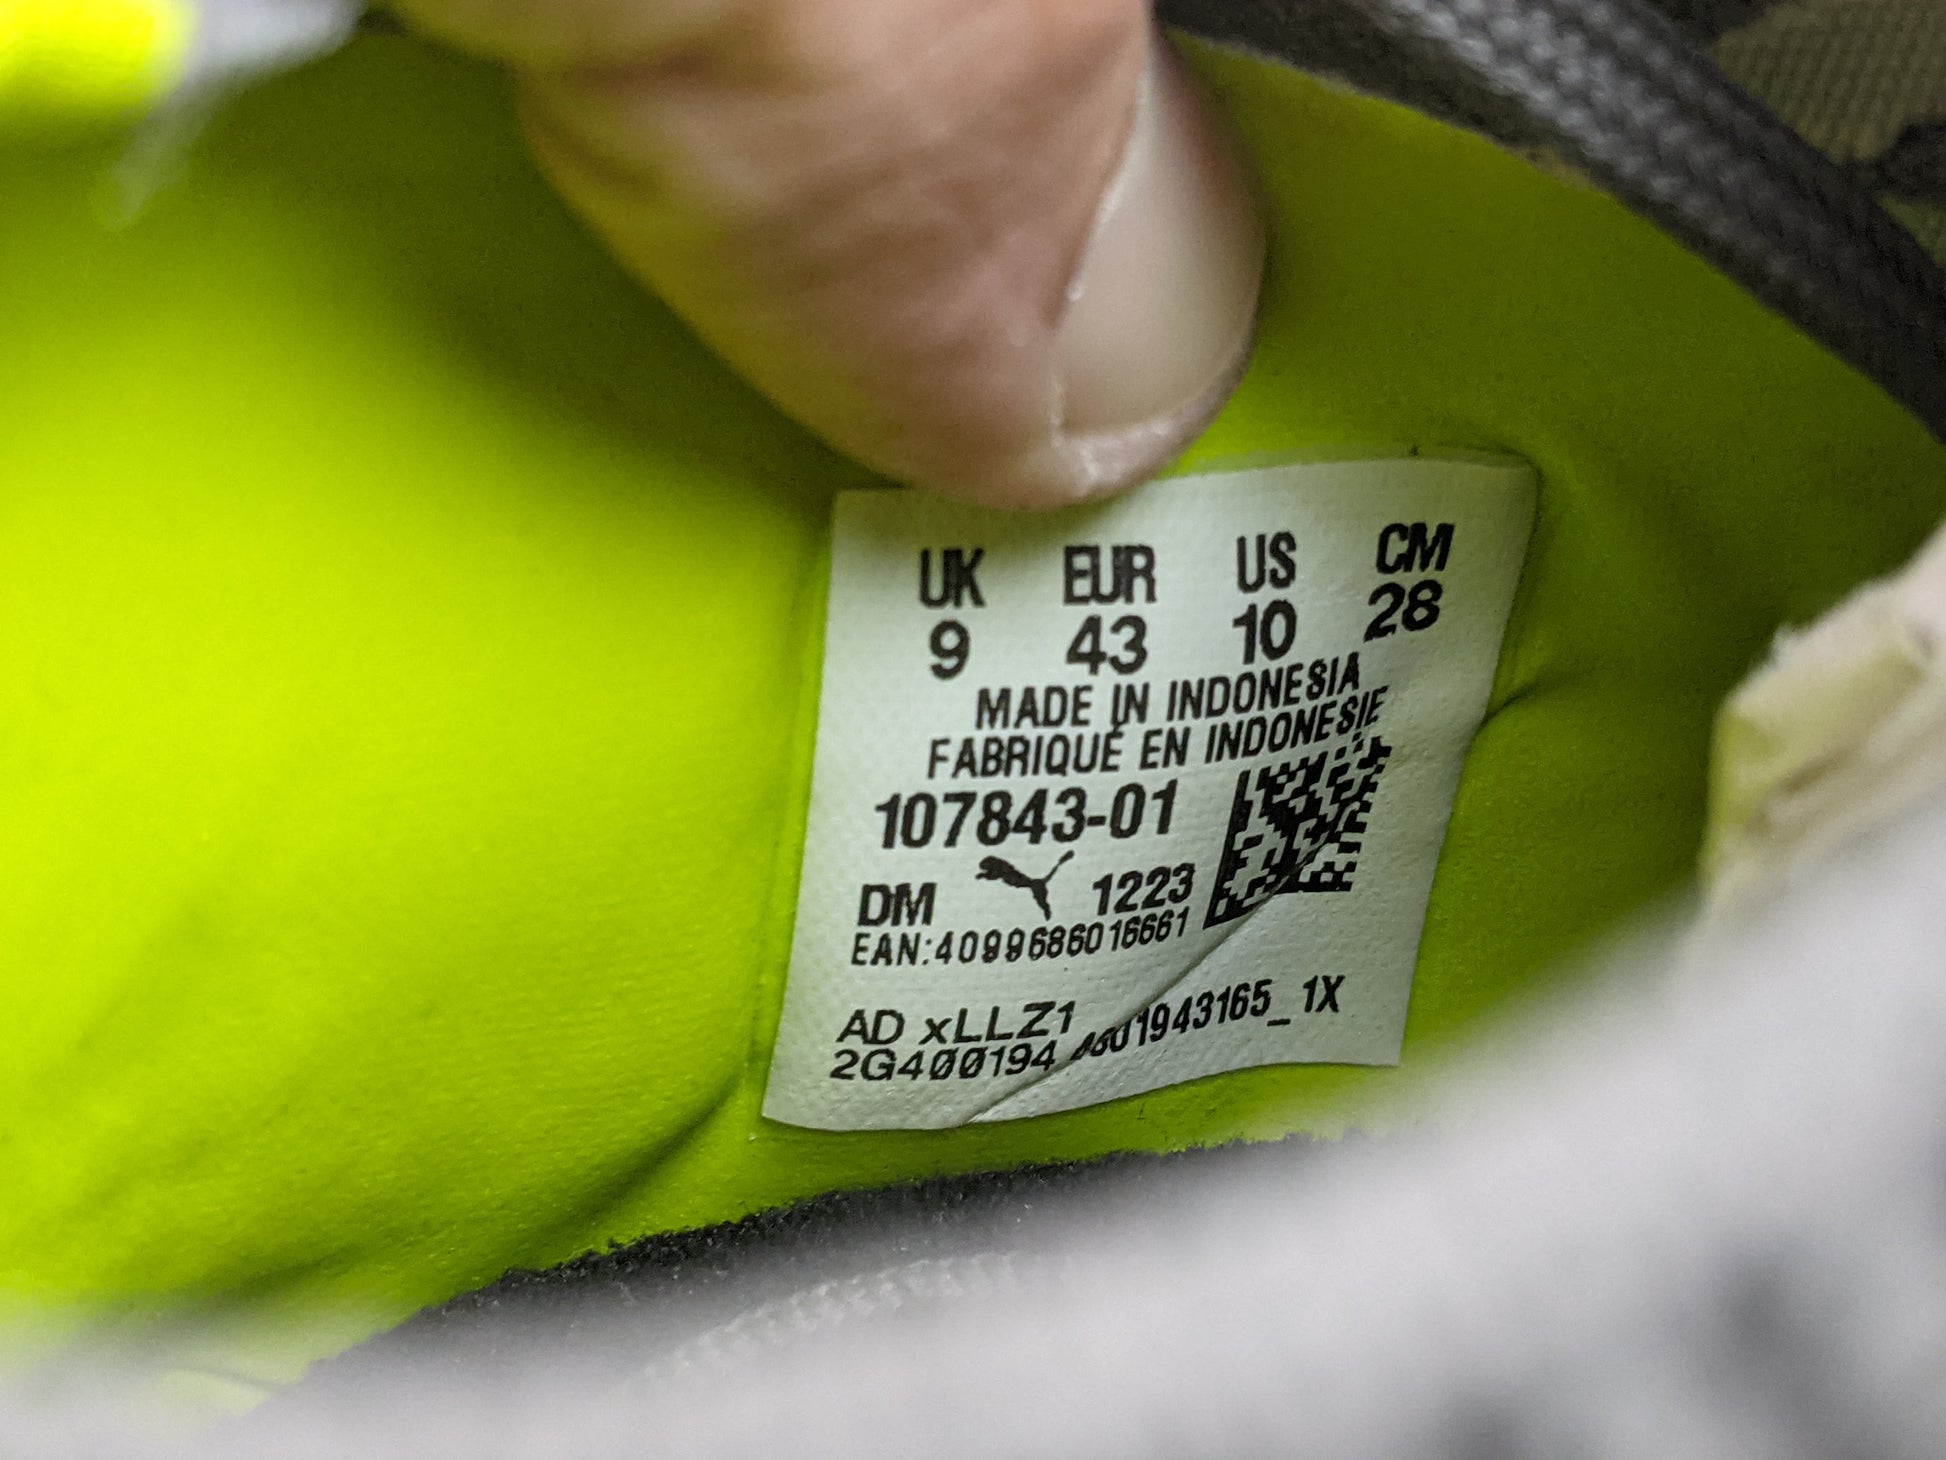 UK EUR US CM
9 43 10 28
MADE IN INDONESIA
FABRIQUÉ EN INDONESIE
107843-01
DM 1223
EAN:4099686016661
AD xLLZ1
2G400194 4601943165_1X